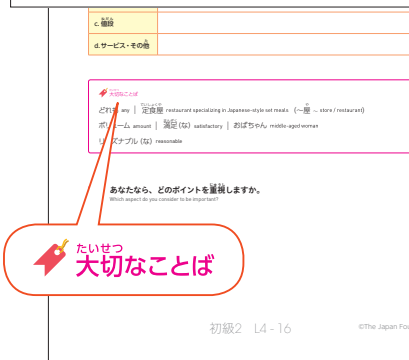 c. 値段
d.サービス・その他
大切なことば
どれも any | 定食屋 restaurant specializing in Japanese-style set meals (〜屋 ~ store / restaurant)
ボリューム amount | 満足(な) satisfactory | おばちゃん middle-aged woman
リーズナブル (な) reasonable
あなたなら、どのポイントを重視しますか。
Which aspect do you consider to be important?
たいせつ
大切なことば
初級2 L4 - 16
©The Japan Fou